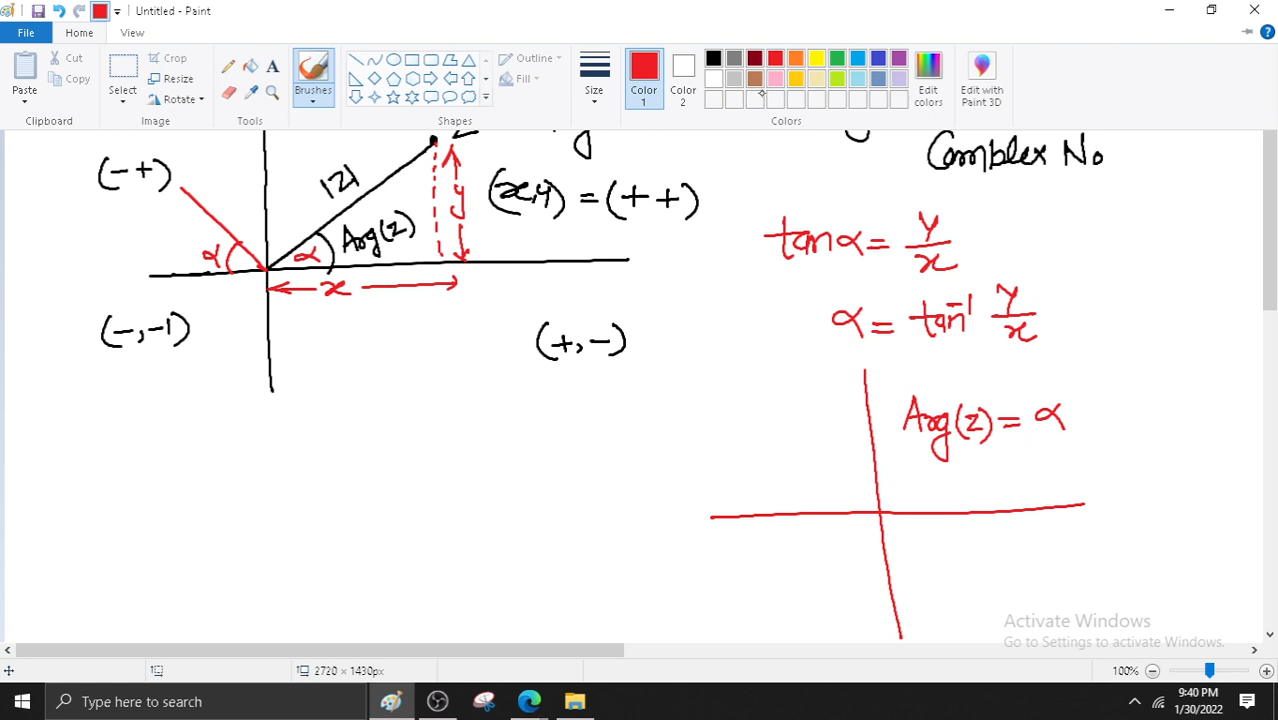 Untitled - Paint
File Home View
Paste
Cut
Copy
Clipboard
Select
Crop
Resize
Rotate
Image
A
Tools
Brushes
Outline
Fill
Shapes
Size
Color 1
Color 2
Edit colors
Colors
Edit with Paint 3D
Complex No
(- +)
|z|
Arg(z)
α
α
y
x
(x,y) = (+ +)
(-, -1)
(+, -)
tan α = y/x
α = tan⁻¹ y/x
Arg(z) = α
Activate Windows
Go to Settings to activate Windows.
2720 × 1430px
100%
Type here to search
9:40 PM
1/30/2022